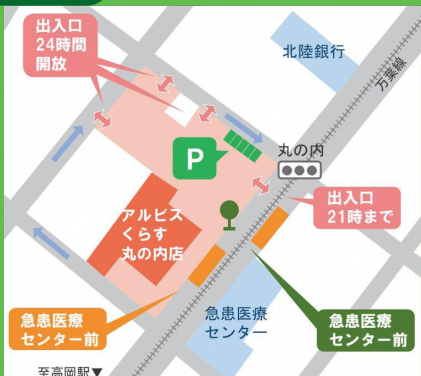 出入口
24時間
開放
北陸銀行
万葉線
P
丸の内
出入口
21時まで
アルビス
くらす
丸の内店
急患医療
センター前
急患医療
センター
急患医療
センター前
至高岡駅▼